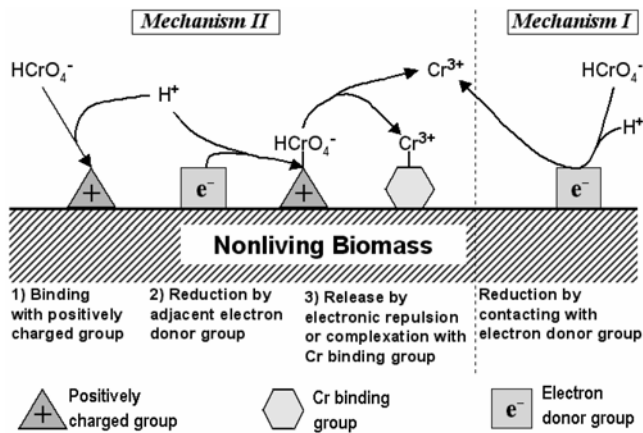 Mechanism II
Mechanism I
HCrO₄⁻
H⁺
HCrO₄⁻
Cr³⁺
Cr³⁺
HCrO₄⁻
H⁺
+
e⁻
+
e⁻
Nonliving Biomass
1) Binding
with positively
charged group
2) Reduction by
adjacent electron
donor group
3) Release by
electronic repulsion
or complexation with
Cr binding group
Reduction by
contacting with
electron donor group
+
Positively
charged group
Cr binding
group
e⁻
Electron
donor group